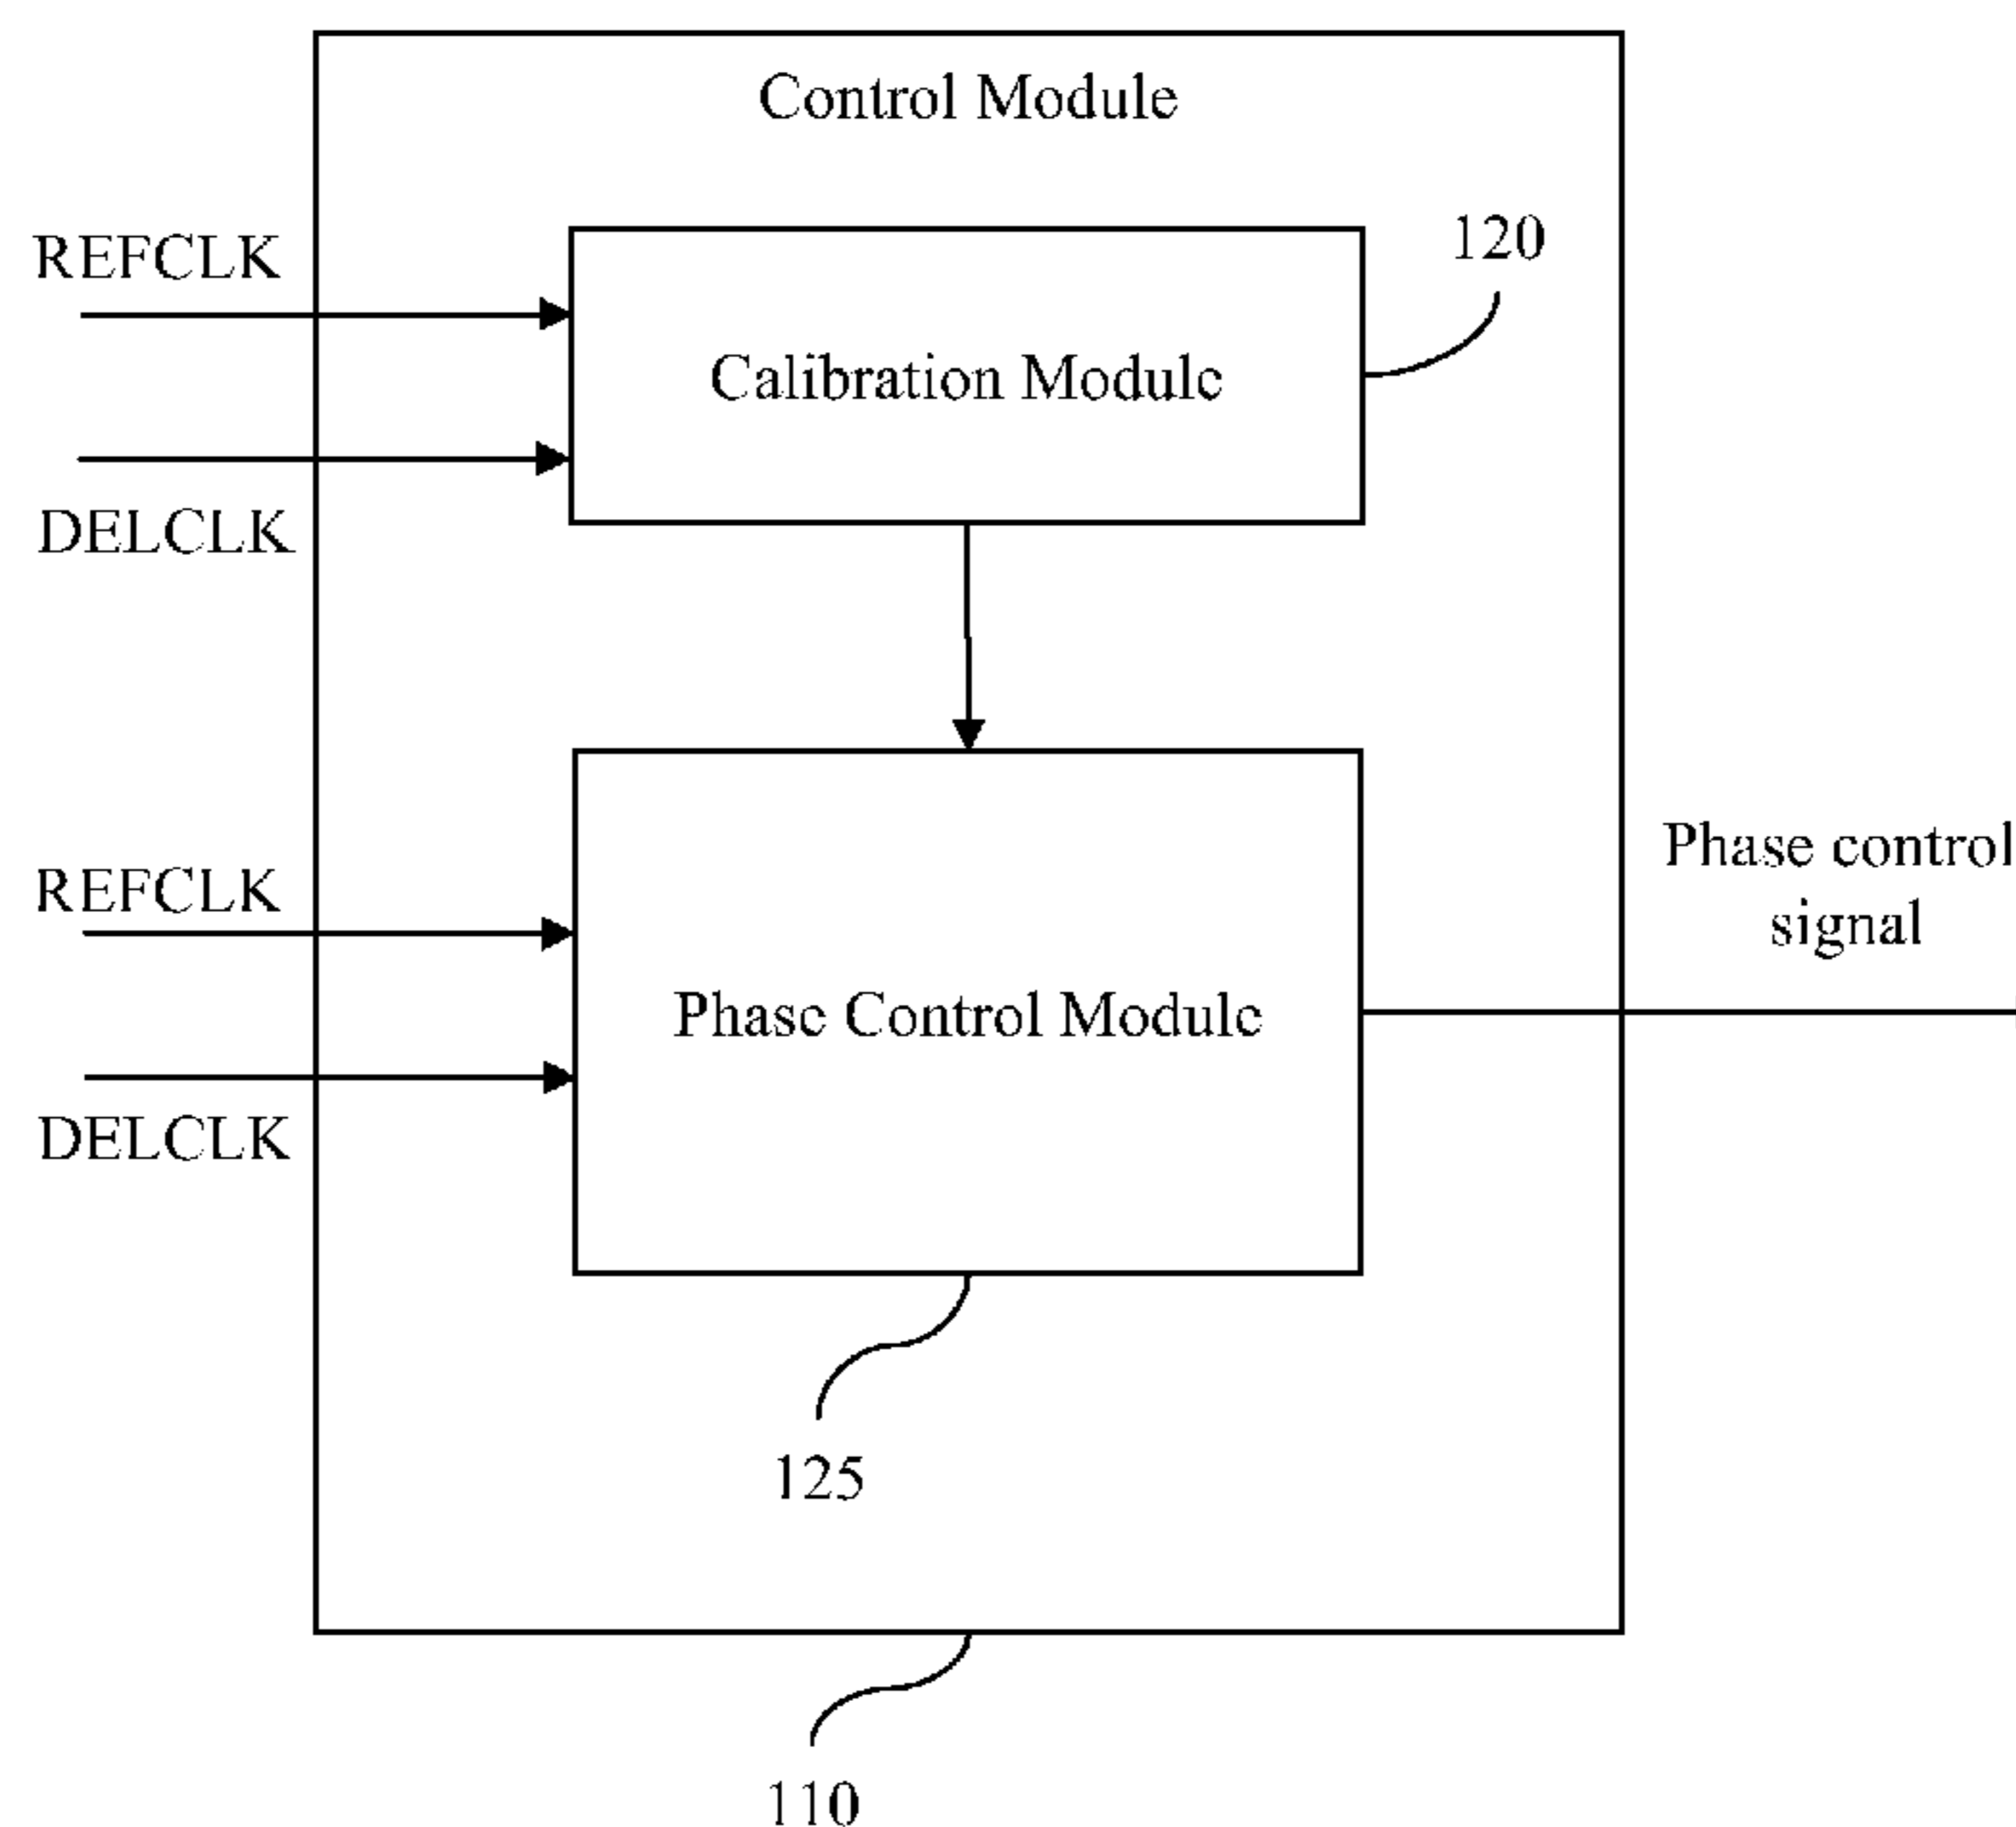 Control Module
REFCLK
120
Calibration Module
DELCLK
REFCLK
Phase control
signal
Phase Control Module
DELCLK
125
110